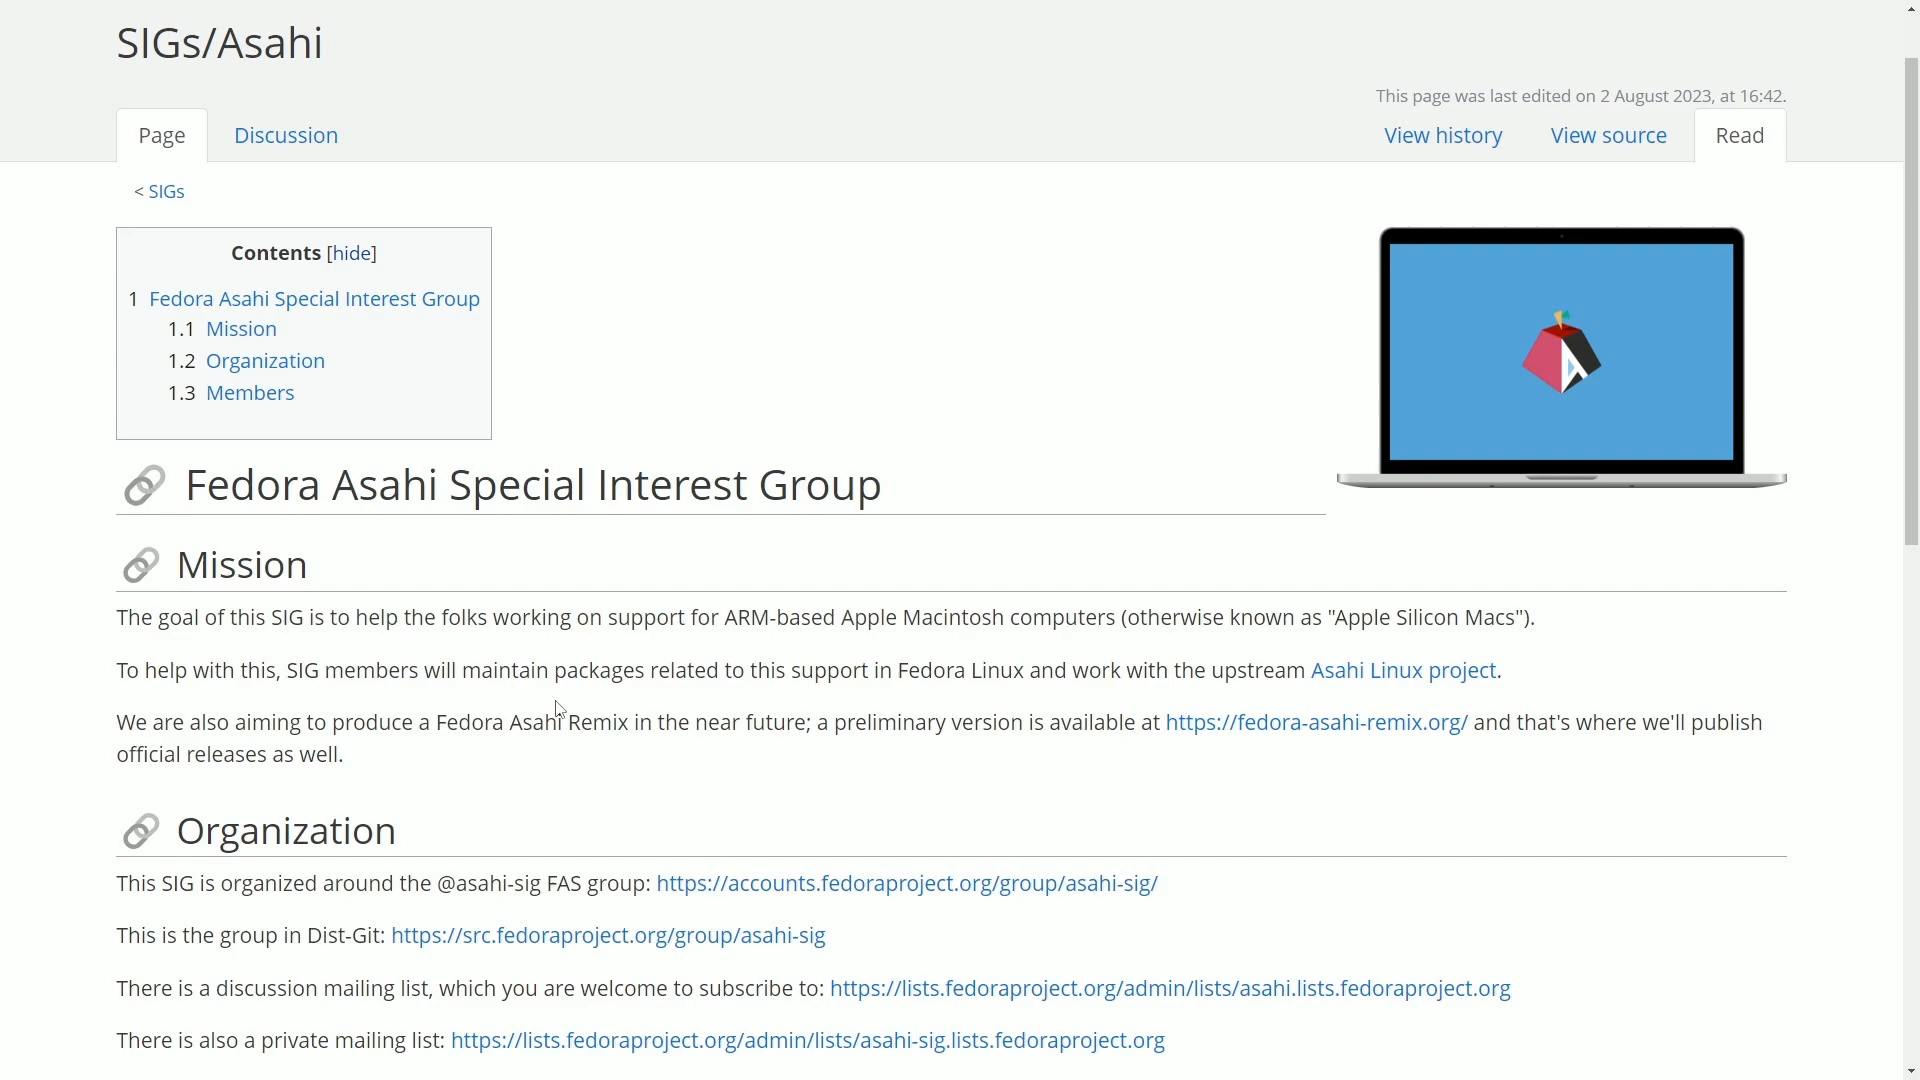 SIGs/Asahi
This page was last edited on 2 August 2023, at 16:42.
Page
Discussion
View history
View source
Read
< SIGs
Contents [hide]
1 Fedora Asahi Special Interest Group
1.1 Mission
1.2 Organization
1.3 Members
A
Fedora Asahi Special Interest Group
Mission
The goal of this SIG is to help the folks working on support for ARM-based Apple Macintosh computers (otherwise known as "Apple Silicon Macs").
To help with this, SIG members will maintain packages related to this support in Fedora Linux and work with the upstream Asahi Linux project.
We are also aiming to produce a Fedora Asahi Remix in the near future; a preliminary version is available at https://fedora-asahi-remix.org/ and that's where we'll publish
official releases as well.
Organization
This SIG is organized around the @asahi-sig FAS group: https://accounts.fedoraproject.org/group/asahi-sig/
This is the group in Dist-Git: https://src.fedoraproject.org/group/asahi-sig
There is a discussion mailing list, which you are welcome to subscribe to: https://lists.fedoraproject.org/admin/lists/asahi.lists.fedoraproject.org
There is also a private mailing list: https://lists.fedoraproject.org/admin/lists/asahi-sig.lists.fedoraproject.org